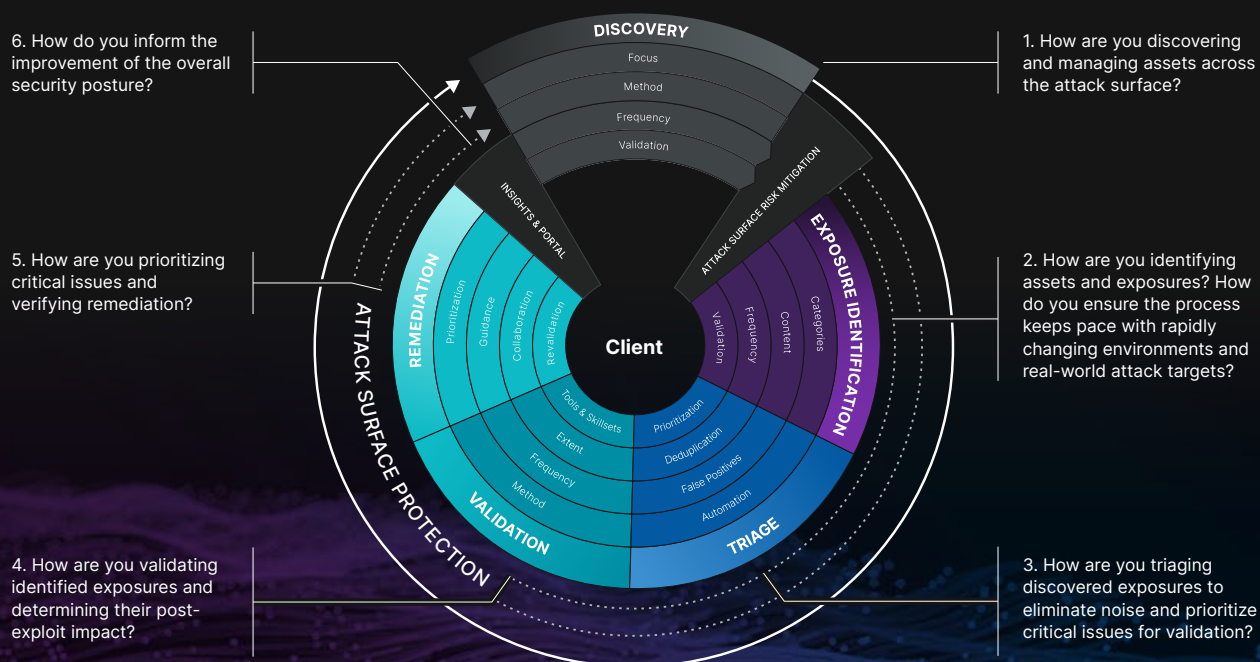 6. How do you inform the
improvement of the overall
security posture?
1. How are you discovering
and managing assets across
the attack surface?
DISCOVERY
Focus
Method
Frequency
Validation
INSIGHTS & PORTAL
ATTACK SURFACE RISK MITIGATION
5. How are you prioritizing
critical issues and
verifying remediation?
2. How are you identifying
assets and exposures? How
do you ensure the process
keeps pace with rapidly
changing environments and
real-world attack targets?
REMEDIATION
Prioritization
Guidance
Collaboration
Revalidation
Client
Validation
Frequency
Content
Categories
EXPOSURE IDENTIFICATION
ATTACK SURFACE PROTECTION
Tools & Skillsets
Extent
Frequency
Method
VALIDATION
Prioritization
Deduplication
False Positives
Automation
TRIAGE
4. How are you validating
identified exposures and
determining their post-
exploit impact?
3. How are you triaging
discovered exposures to
eliminate noise and prioritize
critical issues for validation?